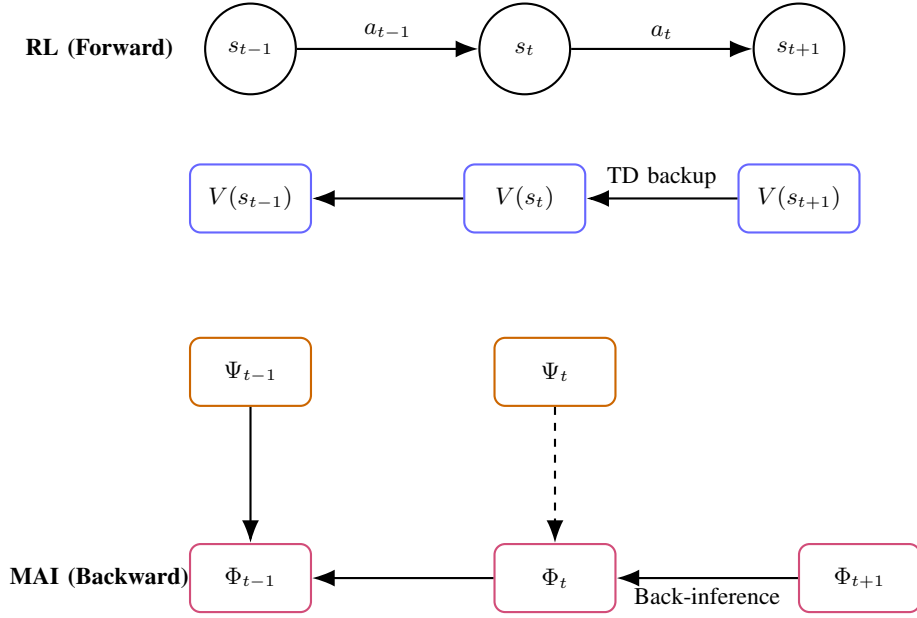 a_{t−1} a_t
RL (Forward) s_{t−1} s_t s_{t+1}
TD backup
V(s_{t−1}) V(s_t) V(s_{t+1})
Ψ_{t−1} Ψ_t
MAI (Backward) Φ_{t−1} Φ_t Φ_{t+1}
Back-inference